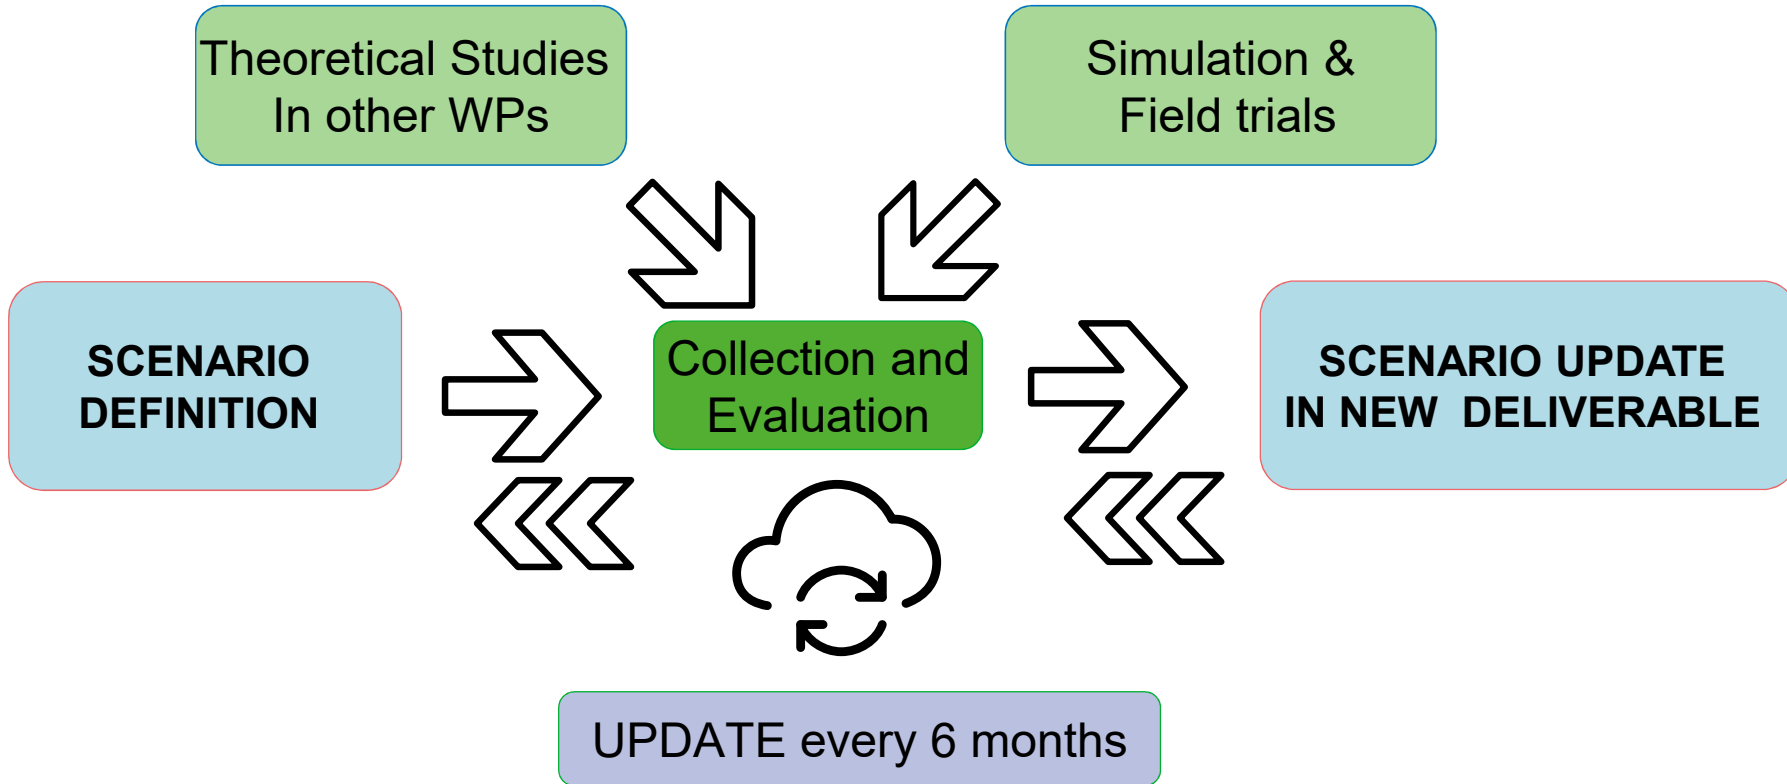 Theoretical Studies
In other WPs
Simulation &
Field trials
SCENARIO
DEFINITION
Collection and
Evaluation
SCENARIO UPDATE
IN NEW  DELIVERABLE
UPDATE every 6 months